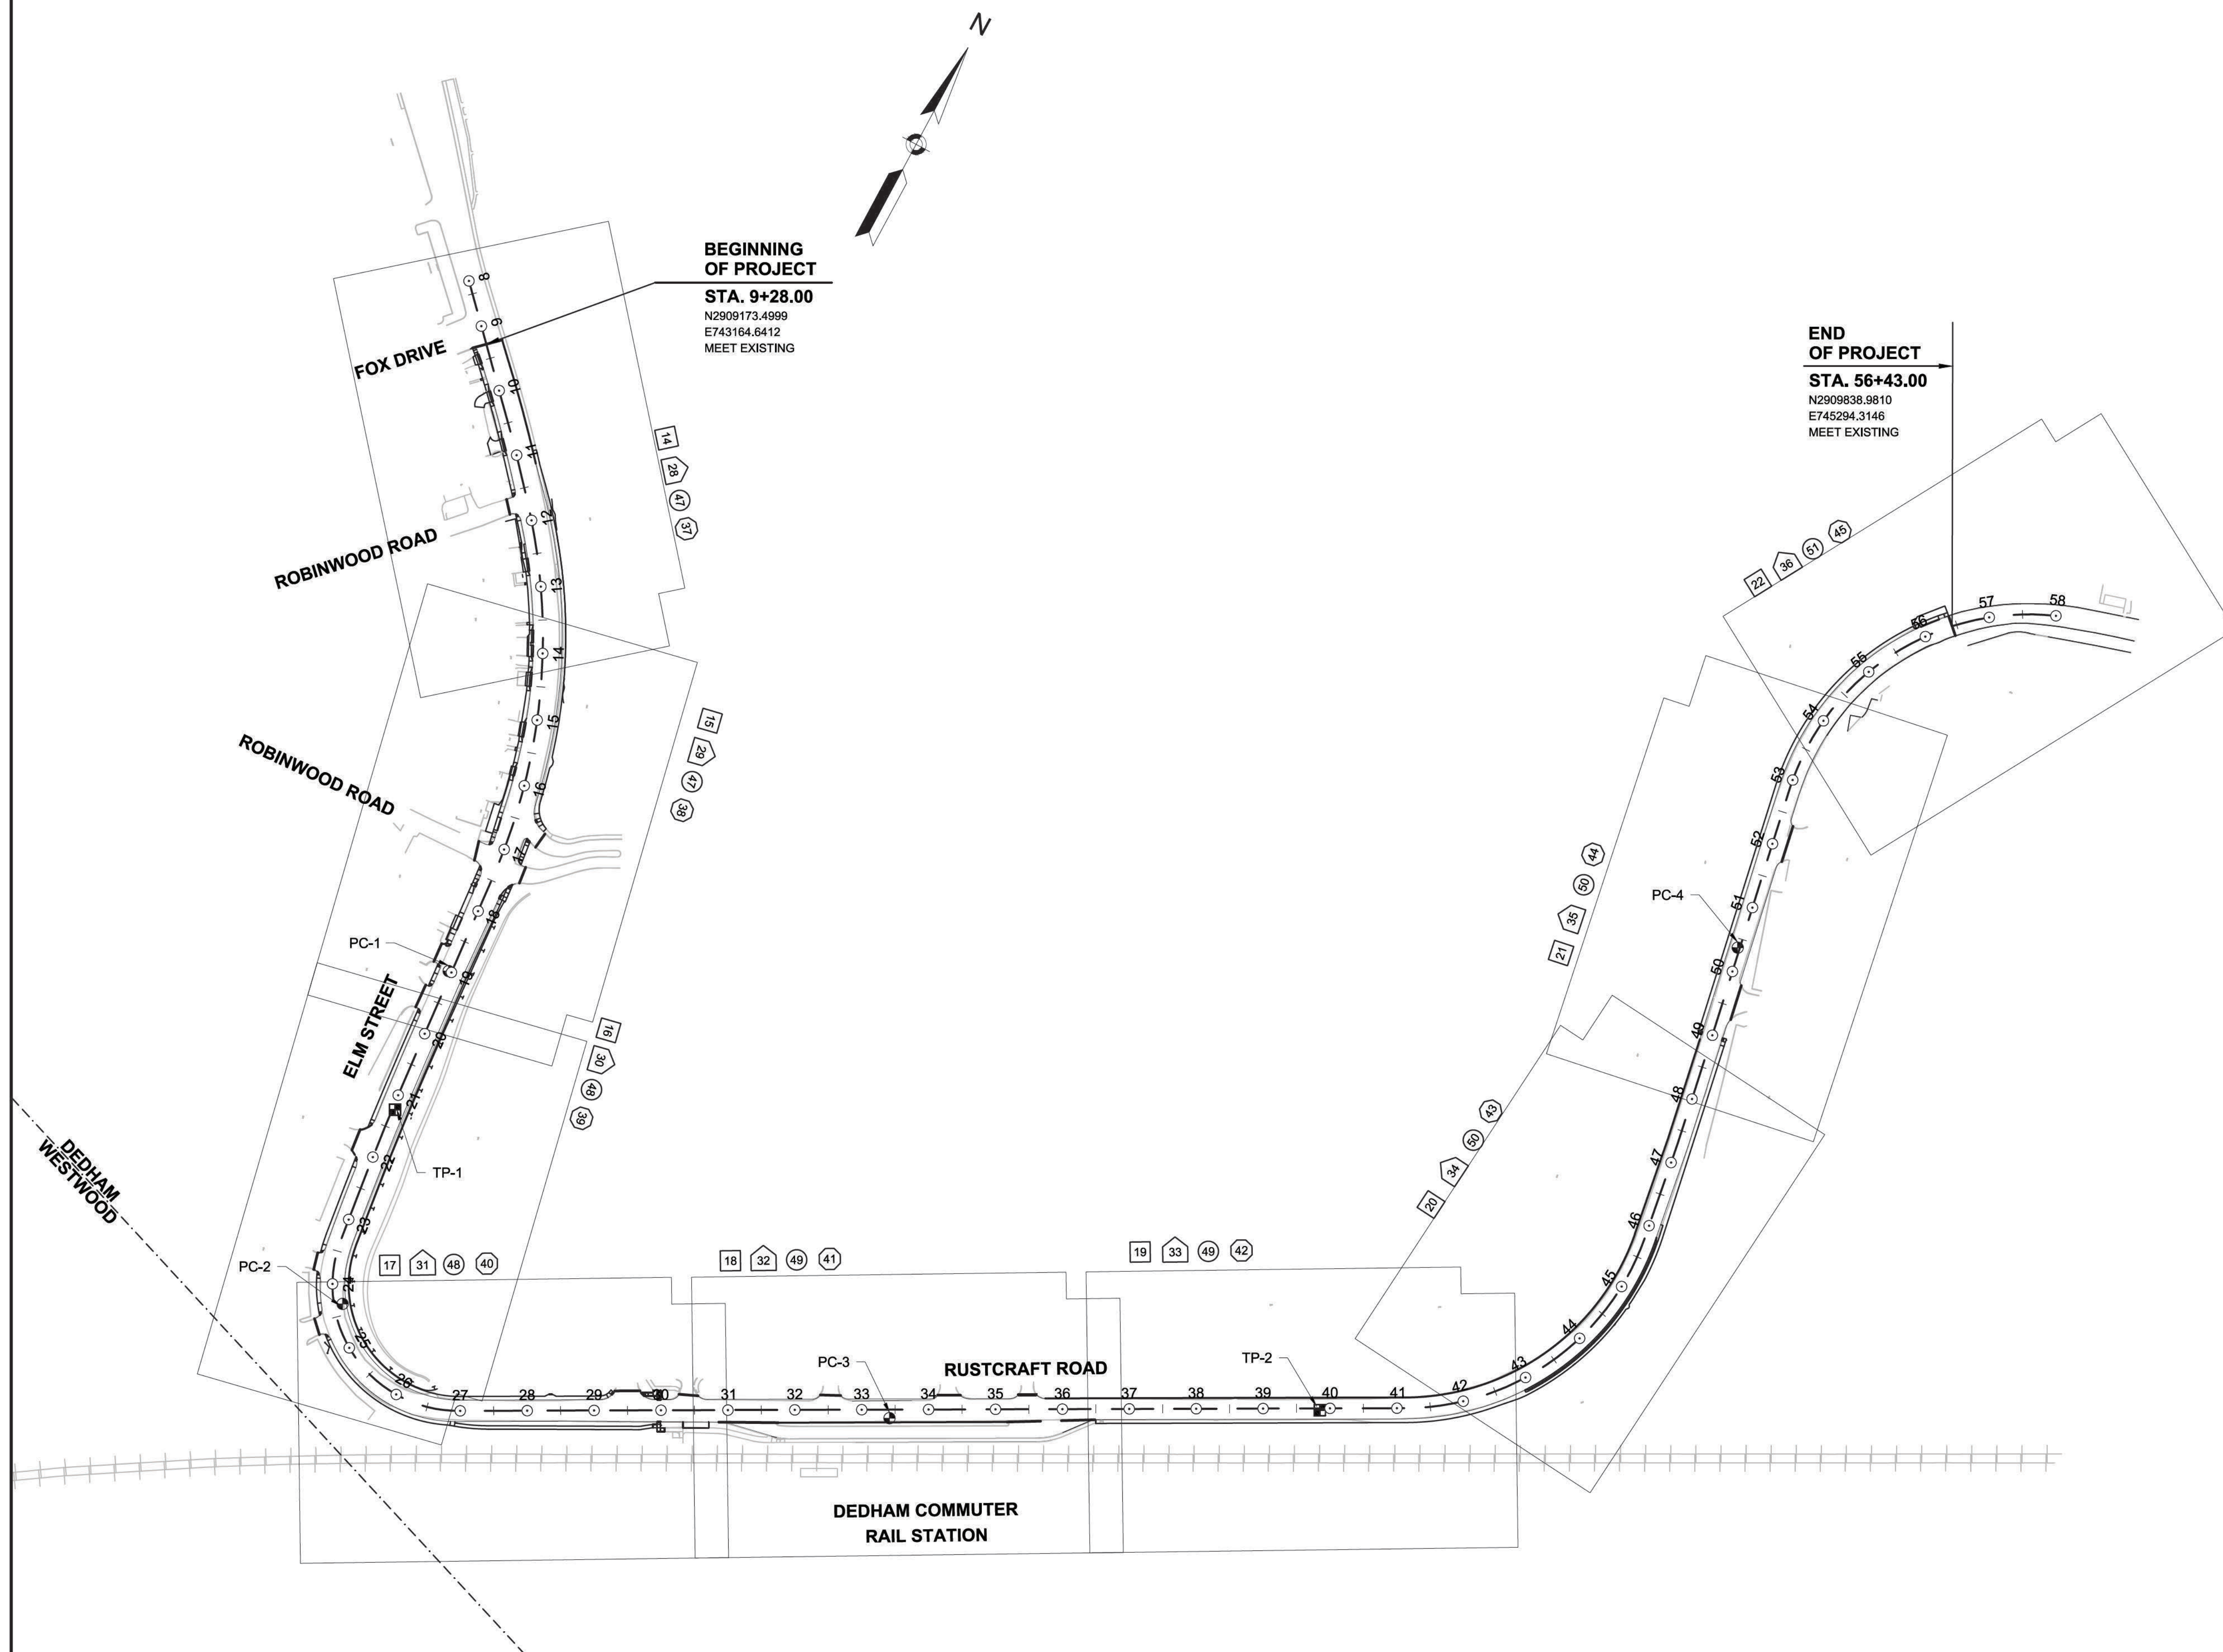 N
BEGINNING
OF PROJECT
STA. 9+28.00
N2909173.4999
E743164.6412
MEET EXISTING
END
OF PROJECT
STA. 56+43.00
N2909838.9810
E745294.3146
MEET EXISTING
FOX DRIVE
ROBINWOOD ROAD
ROBINWOOD ROAD
ELM STREET
DEDHAM
WESTWOOD
PC-1
TP-1
PC-2
PC-3
TP-2
PC-4
RUSTCRAFT ROAD
DEDHAM COMMUTER
RAIL STATION
14 28 47 37
15 29 47 38
16 30 48 39
17 31 48 40
18 32 49 41
19 33 49 42
20 34 50 43
21 35 50 44
22 36 51 45
8
9
10
11
12
13
14
15
16
17
18
19
20
21
22
23
24
25
26
27
28
29
30
31
32
33
34
35
36
37
38
39
40
41
42
43
44
45
46
47
48
49
50
51
52
53
54
55
56
57
58